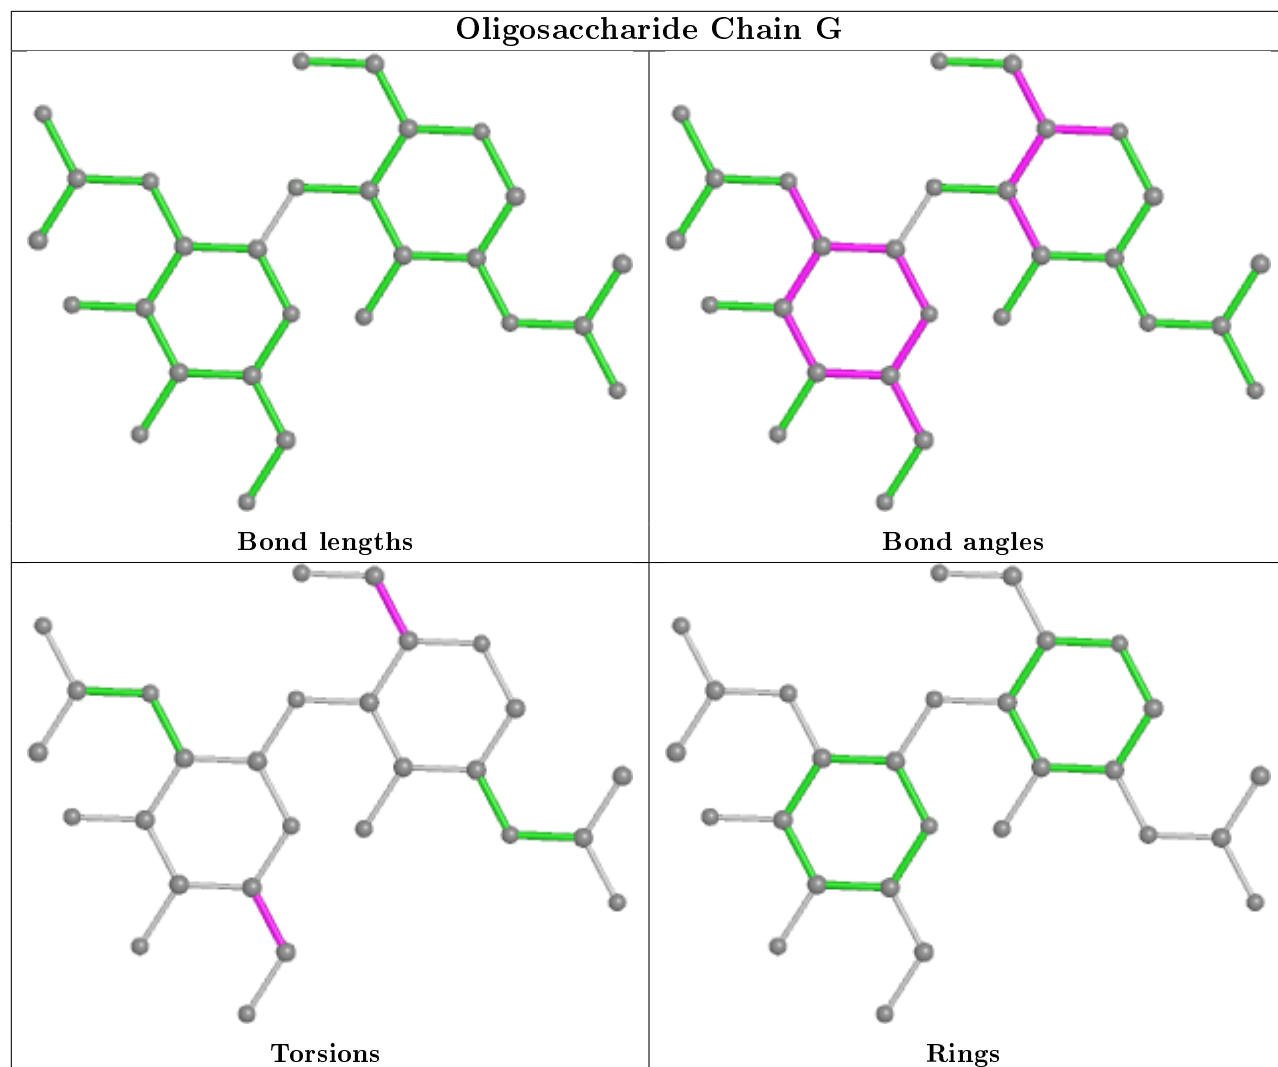 Oligosaccharide Chain G
Bond lengths
Bond angles
Torsions
Rings